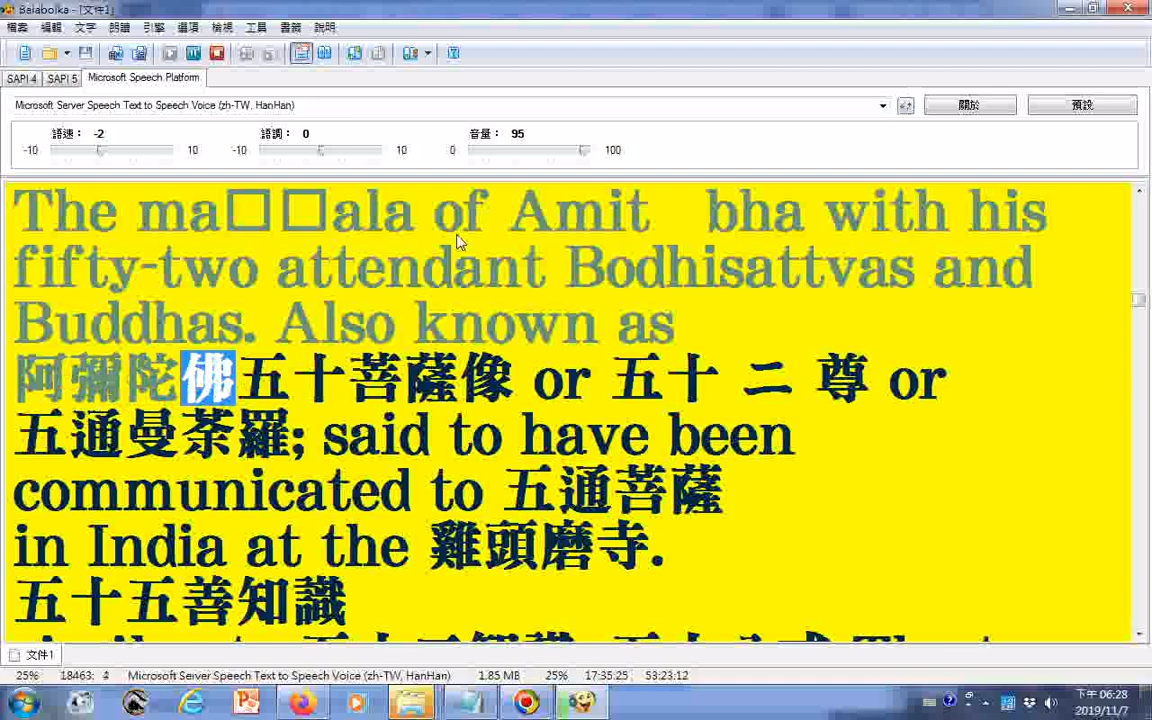 Balabolka - [文件1]
檔案 編輯 文字 朗讀 引擎 選項 檢視 工具 書籤 說明
SAPI 4 SAPI 5 Microsoft Speech Platform
Microsoft Server Speech Text to Speech Voice (zh-TW, HanHan) 關於 預設
語速： -2 語調： 0 音量： 95
-10 10 -10 10 0 100
The ma□□ala of Amit bha with his
fifty-two attendant Bodhisattvas and
Buddhas. Also known as
阿彌陀佛五十菩薩像 or 五十 二 尊 or
五通曼荼羅; said to have been
communicated to 五通菩薩
in India at the 雞頭磨寺.
五十五善知識
文件1
25% 18463: 4 Microsoft Server Speech Text to Speech Voice (zh-TW, HanHan) 1.85 MB 25% 17:35:25 53:23:12
下午 06:28
2019/11/7